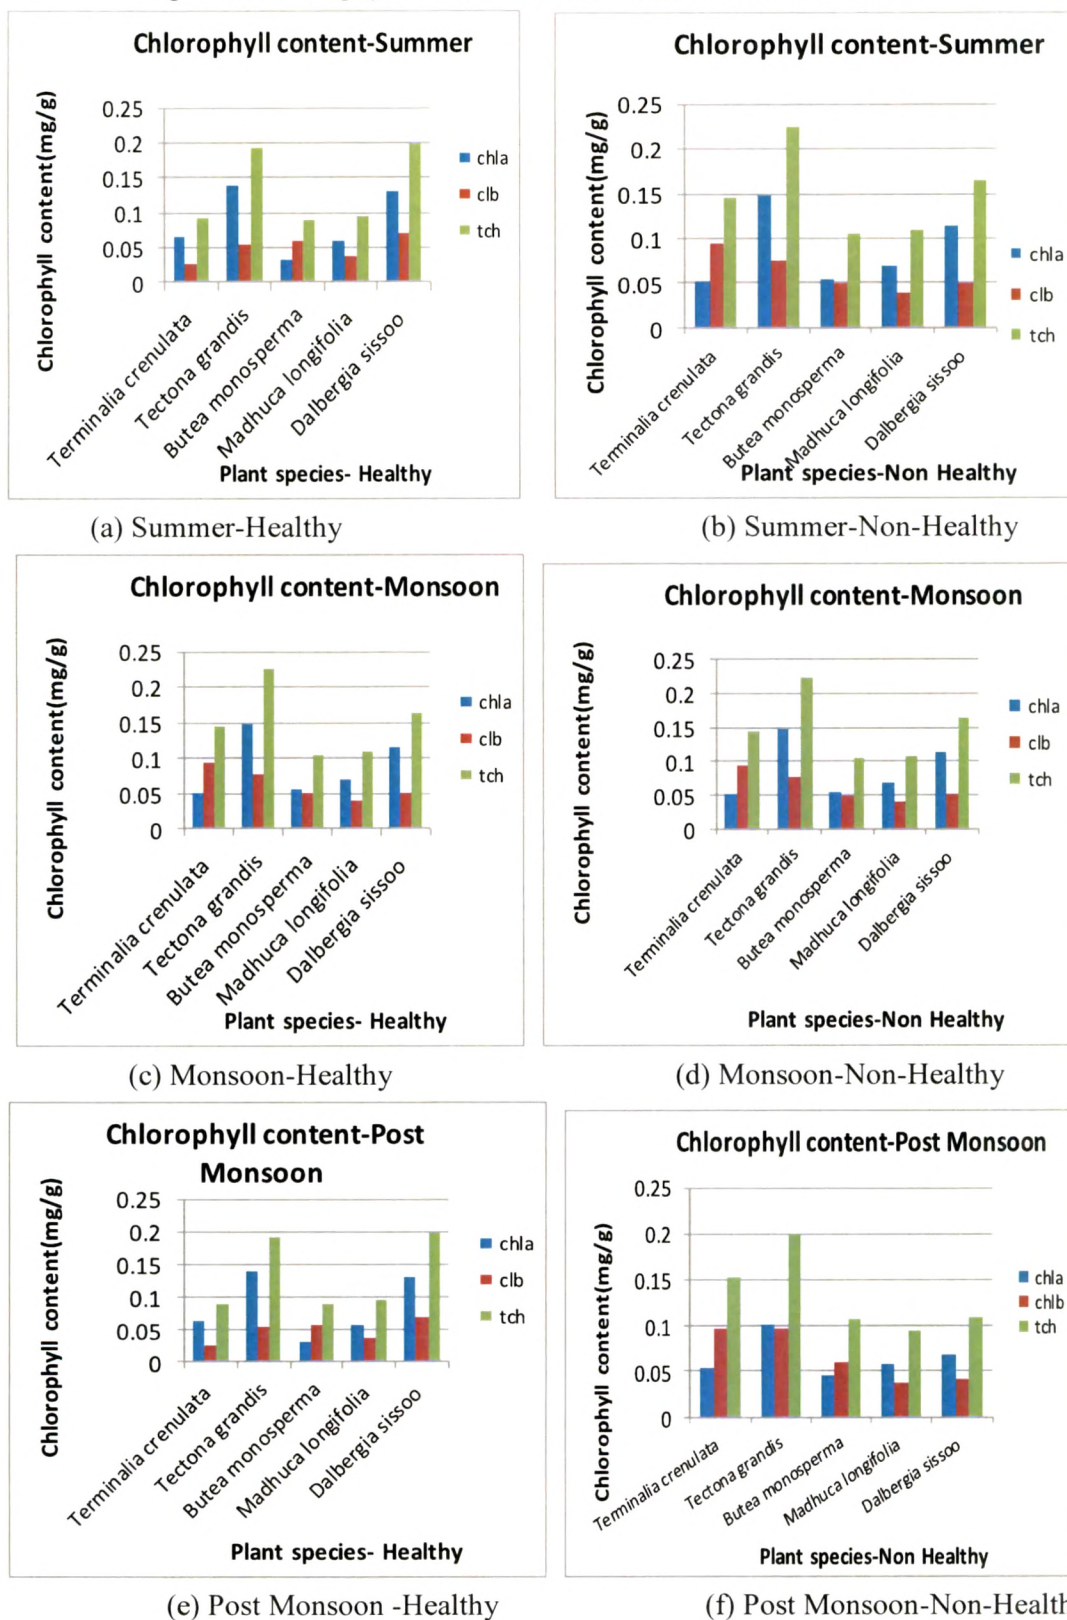 Chlorophyll content-Summer
Chlorophyll content(mg/g)
0.25
0.2
0.15
0.1
0.05
0
chla
clb
tch
Terminalia crenulata
Tectona grandis
Butea monosperma
Madhuca longifolia
Dalbergia sissoo
Plant species- Healthy
(a) Summer-Healthy
Chlorophyll content-Summer
Chlorophyll content(mg/g)
0.25
0.2
0.15
0.1
0.05
0
chla
clb
tch
Terminalia crenulata
Tectona grandis
Butea monosperma
Madhuca longifolia
Dalbergia sissoo
Plant species-Non Healthy
(b) Summer-Non-Healthy
Chlorophyll content-Monsoon
Chlorophyll content(mg/g)
0.25
0.2
0.15
0.1
0.05
0
chla
clb
tch
Terminalia crenulata
Tectona grandis
Butea monosperma
Madhuca longifolia
Dalbergia sissoo
Plant species- Healthy
(c) Monsoon-Healthy
Chlorophyll content-Monsoon
Chlorophyll content(mg/g)
0.25
0.2
0.15
0.1
0.05
0
chla
clb
tch
Terminalia crenulata
Tectona grandis
Butea monosperma
Madhuca longifolia
Dalbergia sissoo
Plant species-Non Healthy
(d) Monsoon-Non-Healthy
Chlorophyll content-Post
Monsoon
Chlorophyll content(mg/g)
0.25
0.2
0.15
0.1
0.05
0
chla
clb
tch
Terminalia crenulata
Tectona grandis
Butea monosperma
Madhuca longifolia
Dalbergia sissoo
Plant species- Healthy
(e) Post Monsoon -Healthy
Chlorophyll content-Post Monsoon
Chlorophyll content(mg/g)
0.25
0.2
0.15
0.1
0.05
0
chla
chlb
tch
Terminalia crenulata
Tectona grandis
Butea monosperma
Madhuca longifolia
Dalbergia sissoo
Plant species-Non Healthy
(f) Post Monsoon-Non-Health